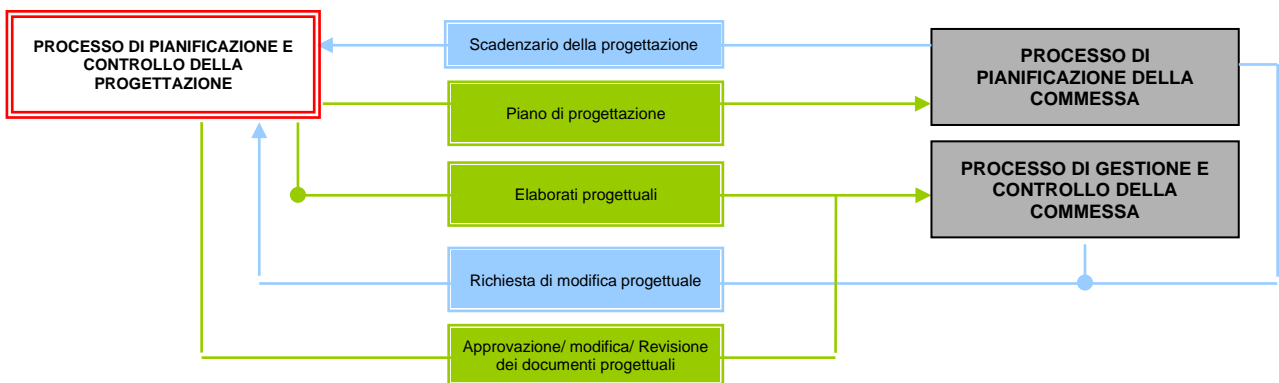 PROCESSO DI PIANIFICAZIONE E
CONTROLLO DELLA
PROGETTAZIONE
Scadenzario della progettazione
PROCESSO DI
PIANIFICAZIONE DELLA
COMMESSA
Piano di progettazione
Elaborati progettuali
PROCESSO DI GESTIONE E
CONTROLLO DELLA
COMMESSA
Richiesta di modifica progettuale
Approvazione/ modifica/ Revisione
dei documenti progettuali